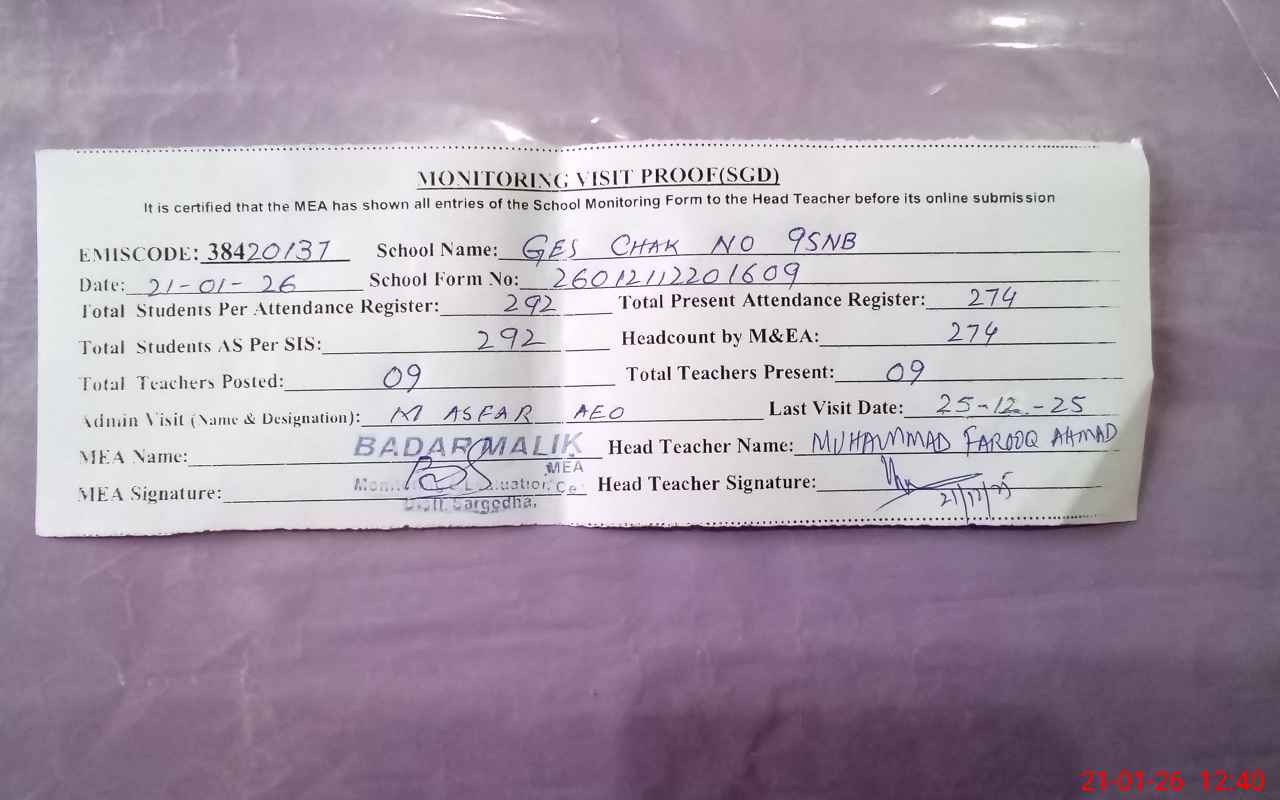 MONITORING VISIT PROOF(SGD)
It is certified that the MEA has shown all entries of the School Monitoring Form to the Head Teacher before its online submission
EMISCODE: 38420137 School Name: GES CHAK NO 9SNB
Date: 21-01-26 School Form No: 26012112201609
Total Students Per Attendance Register: 292 Total Present Attendance Register: 274
Total Students AS Per SIS: 292 Headcount by M&EA: 274
Total Teachers Posted: 09 Total Teachers Present: 09
Admin Visit (Name & Designation): M ASFAR AEO Last Visit Date: 25-12-25
MEA Name: BADAR MALIK Head Teacher Name: MUHAMMAD FAROOQ AHMAD
MEA
MEA Signature: Head Teacher Signature:
Sargodha.
21-01-26 12:40